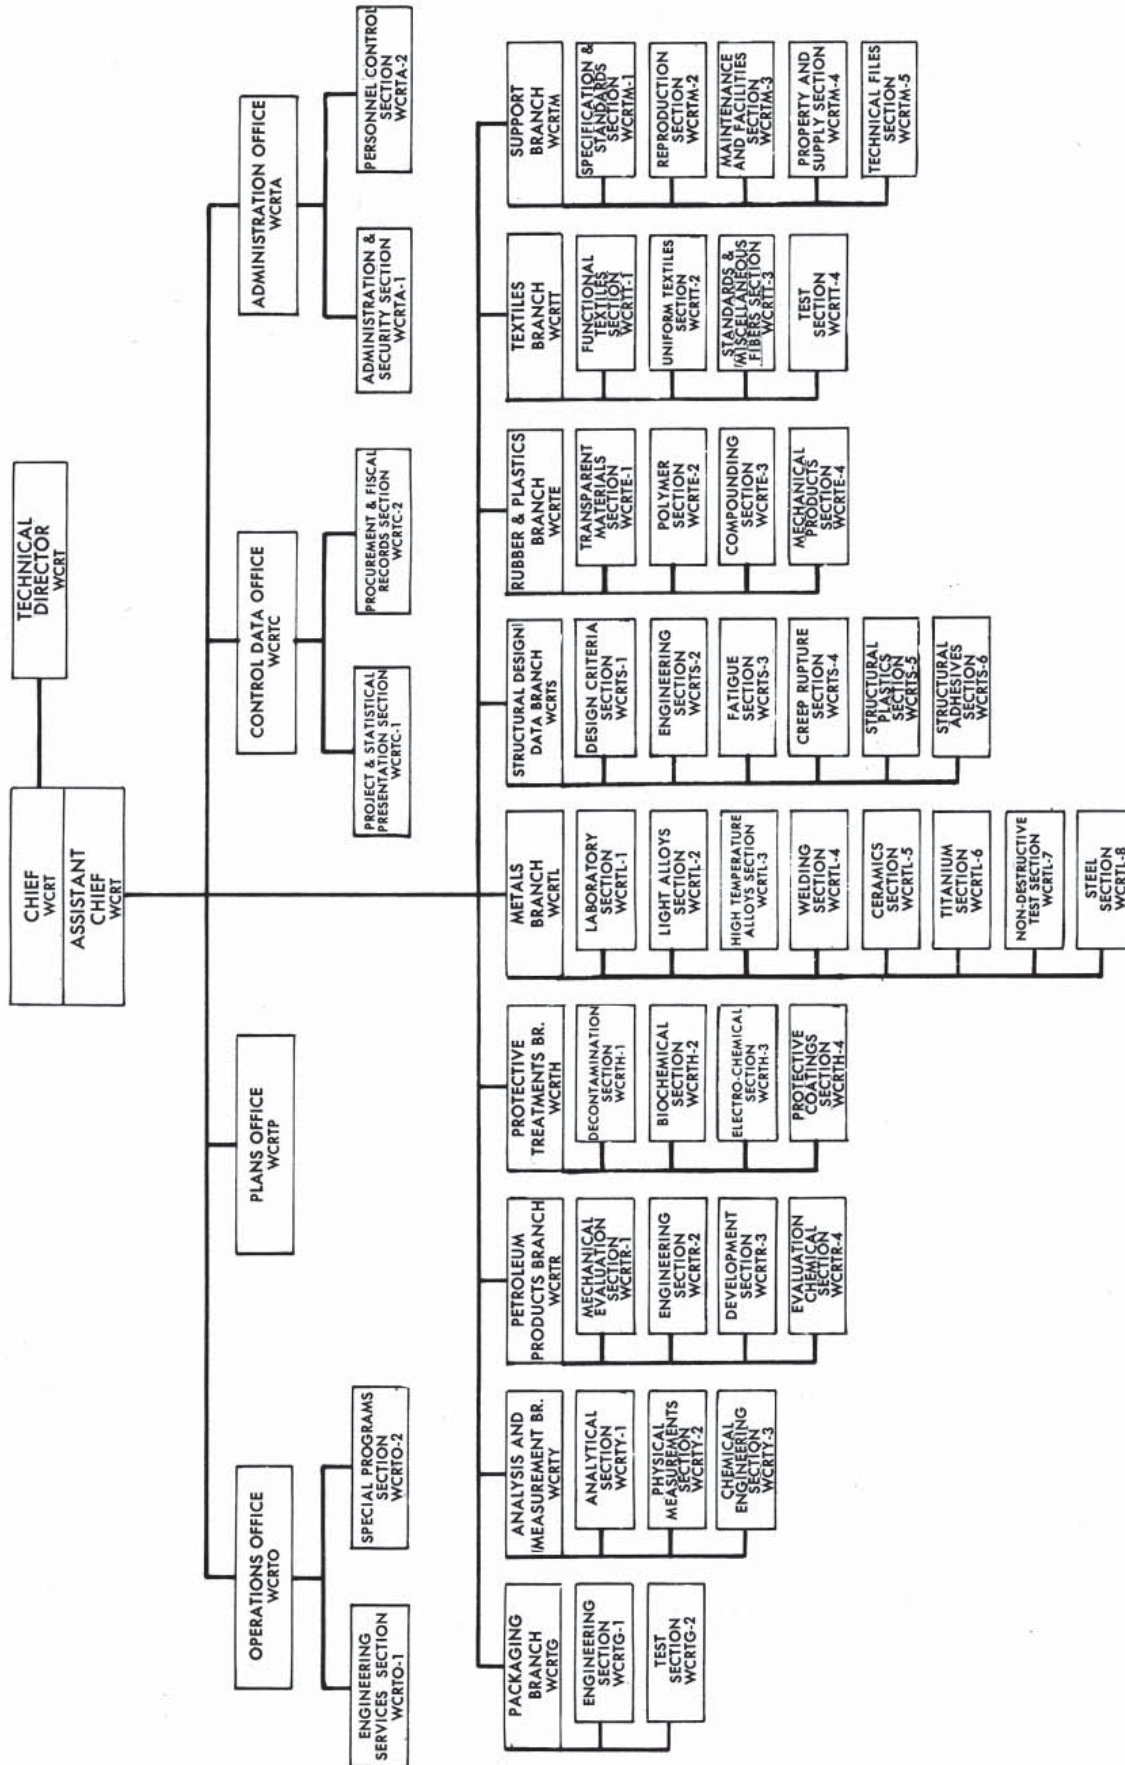 CHIEF
WCRT
ASSISTANT
CHIEF
WCRT
TECHNICAL
DIRECTOR
WCRT
OPERATIONS OFFICE
WCRTO
PLANS OFFICE
WCRTP
CONTROL DATA OFFICE
WCRTC
ADMINISTRATION OFFICE
WCRTA
ENGINEERING
SERVICES SECTION
WCRTO-1
SPECIAL PROGRAMS
SECTION
WCRTO-2
PROJECT & STATISTICAL
PRESENTATION SECTION
WCRTC-1
PROCUREMENT & FISCAL
RECORDS SECTION
WCRTC-2
ADMINISTRATION &
SECURITY SECTION
WCRTA-1
PERSONNEL CONTROL
SECTION
WCRTA-2
PACKAGING
BRANCH
WCRTG
ENGINEERING
SECTION
WCRTG-1
TEST
SECTION
WCRTG-2
ANALYSIS AND
MEASUREMENT BR.
WCRTY
ANALYTICAL
SECTION
WCRTY-1
PHYSICAL
MEASUREMENTS
SECTION
WCRTY-2
CHEMICAL
ENGINEERING
SECTION
WCRTY-3
PETROLEUM
PRODUCTS BRANCH
WCRTR
MECHANICAL
EVALUATION
SECTION
WCRTR-1
ENGINEERING
SECTION
WCRTR-2
DEVELOPMENT
SECTION
WCRTR-3
EVALUATION
CHEMICAL
SECTION
WCRTR-4
PROTECTIVE
TREATMENTS BR.
WCRTH
DECONTAMINATION
SECTION
WCRTH-1
BIOCHEMICAL
SECTION
WCRTH-2
ELECTRO-CHEMICAL
SECTION
WCRTH-3
PROTECTIVE
COATINGS
SECTION
WCRTH-4
METALS
BRANCH
WCRTL
LABORATORY
SECTION
WCRTL-1
LIGHT ALLOYS
SECTION
WCRTL-2
HIGH TEMPERATURE
ALLOYS SECTION
WCRTL-3
WELDING
SECTION
WCRTL-4
CERAMICS
SECTION
WCRTL-5
TITANIUM
SECTION
WCRTL-6
NON-DESTRUCTIVE
TEST SECTION
WCRTL-7
STEEL
SECTION
WCRTL-8
STRUCTURAL DESIGN
DATA BRANCH
WCRTS
DESIGN CRITERIA
SECTION
WCRTS-1
ENGINEERING
SECTION
WCRTS-2
FATIGUE
SECTION
WCRTS-3
CREEP RUPTURE
SECTION
WCRTS-4
STRUCTURAL
PLASTICS
SECTION
WCRTS-5
STRUCTURAL
ADHESIVES
SECTION
WCRTS-6
RUBBER & PLASTICS
BRANCH
WCRTE
TRANSPARENT
MATERIALS
SECTION
WCRTE-1
POLYMER
SECTION
WCRTE-2
COMPOUNDING
SECTION
WCRTE-3
MECHANICAL
PRODUCTS
SECTION
WCRTE-4
TEXTILES
BRANCH
WCRTT
FUNCTIONAL
TEXTILES
SECTION
WCRTT-1
UNIFORM TEXTILES
SECTION
WCRTT-2
STANDARDS &
MISCELLANEOUS
FIBERS SECTION
WCRTT-3
TEST
SECTION
WCRTT-4
SUPPORT
BRANCH
WCRTM
SPECIFICATION &
STANDARDS
SECTION
WCRTM-1
REPRODUCTION
SECTION
WCRTM-2
MAINTENANCE
AND FACILITIES
SECTION
WCRTM-3
PROPERTY AND
SUPPLY SECTION
WCRTM-4
TECHNICAL FILES
SECTION
WCRTM-5